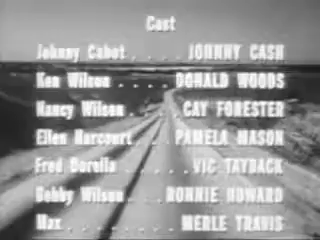 Cast
Johnny Cabot . . . . . JOHNNY CASH
Ken Wilson . . . . . DONALD WOODS
Nancy Wilson . . . . . CAY FORESTER
Ellen Harcourt . . . . PAMELA MASON
Fred Dorella . . . . . . VIC TAYBACK
Bobby Wilson . . . . RONNIE HOWARD
Max . . . . . . . . MERLE TRAVIS